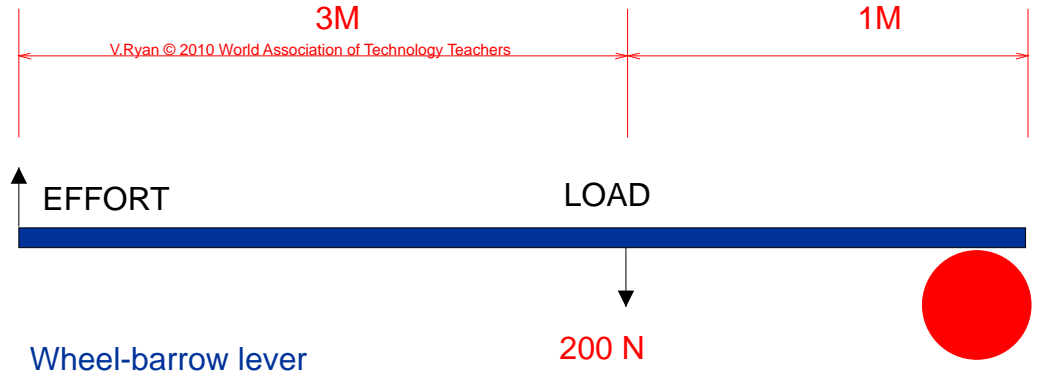 3M
1M
V.Ryan © 2010 World Association of Technology Teachers
EFFORT
LOAD
200 N
Wheel-barrow lever